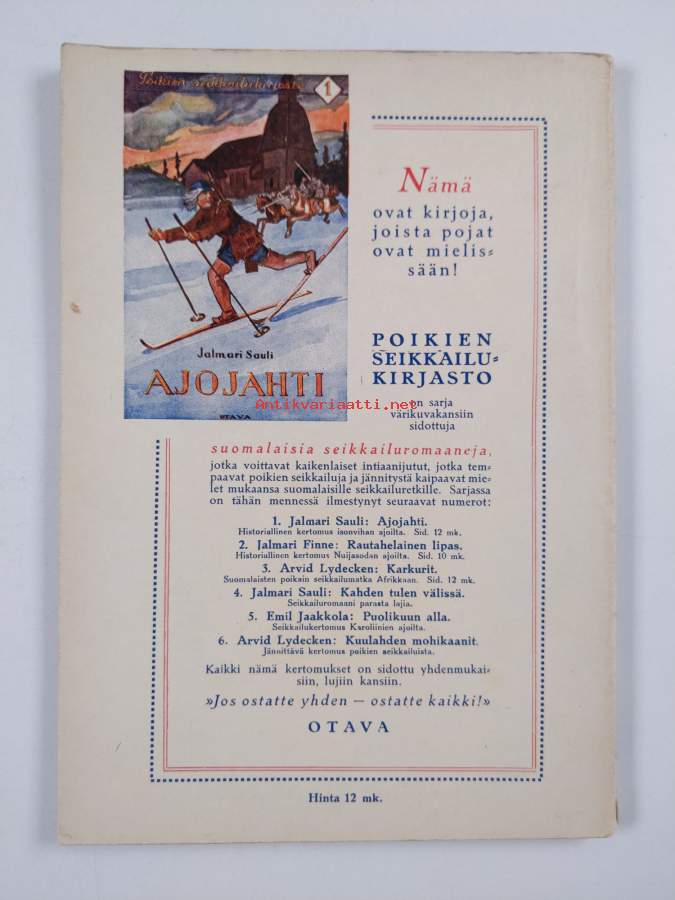 Poikien seikkailukirjasto
1
Jalmari Sauli
AJOJAHTI
OTAVA
Nämä
ovat kirjoja,
joista pojat
ovat mielis=
sään!
POIKIEN
SEIKKAILU=
KIRJASTO
on sarja
värikuvakansiin
sidottuja
Antikvariaatti.net
suomalaisia seikkailuromaaneja,
jotka voittavat kaikenlaiset intiaanijutut, jotka tem=
paavat poikien seikkailuja ja jännitystä kaipaavat mie=
let mukaansa suomalaisille seikkailuretkille. Sarjassa
on tähän mennessä ilmestynyt seuraavat numerot:
1. Jalmari Sauli: Ajojahti.
Historiallinen kertomus isonvihan ajoilta. Sid. 12 mk.
2. Jalmari Finne: Rautahelainen lipas.
Historiallinen kertomus Nuijasodan ajoilta. Sid. 10 mk.
3. Arvid Lydecken: Karkurit.
Suomalaisten poikain seikkailumatka Afrikkaan. Sid. 12 mk.
4. Jalmari Sauli: Kahden tulen välissä.
Seikkailuromaani parasta lajia.
5. Emil Jaakkola: Puolikuun alla.
Seikkailukertomus Karoliinien ajoilta.
6. Arvid Lydecken: Kuulahden mohikaanit.
Jännittävä kertomus poikien seikkailuista.
Kaikki nämä kertomukset on sidottu yhdenmukai=
siin, lujiin kansiin.
»Jos ostatte yhden — ostatte kaikki!»
OTAVA
Hinta 12 mk.